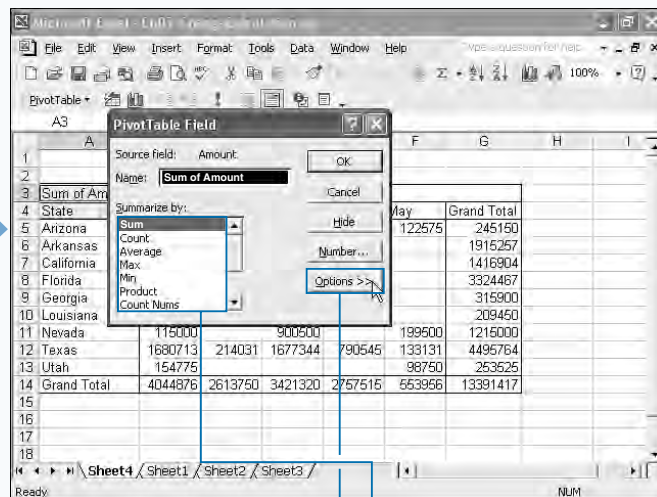 Microsoft Excel -
File Edit View Insert Format Tools Data Window Help
Type a question for help
100%
PivotTable
A3
PivotTable Field
Source field: Amount
Name: Sum of Amount
Summarize by:
Sum
Count
Average
Max
Min
Product
Count Nums
OK
Cancel
Hide
Number...
Options >>
A F G H I
1
2
3 Sum of Am
4 State May Grand Total
5 Arizona 122575 245150
6 Arkansas 1915257
7 California 1416904
8 Florida 3324467
9 Georgia 315900
10 Louisiana 209450
11 Nevada 115000 900500 199500 1215000
12 Texas 1680713 214031 1677344 790545 133131 4495764
13 Utah 154775 98750 253525
14 Grand Total 4044876 2613750 3421320 2757515 553956 13391417
15
16
17
18
Sheet4 Sheet1 Sheet2 Sheet3
Ready NUM